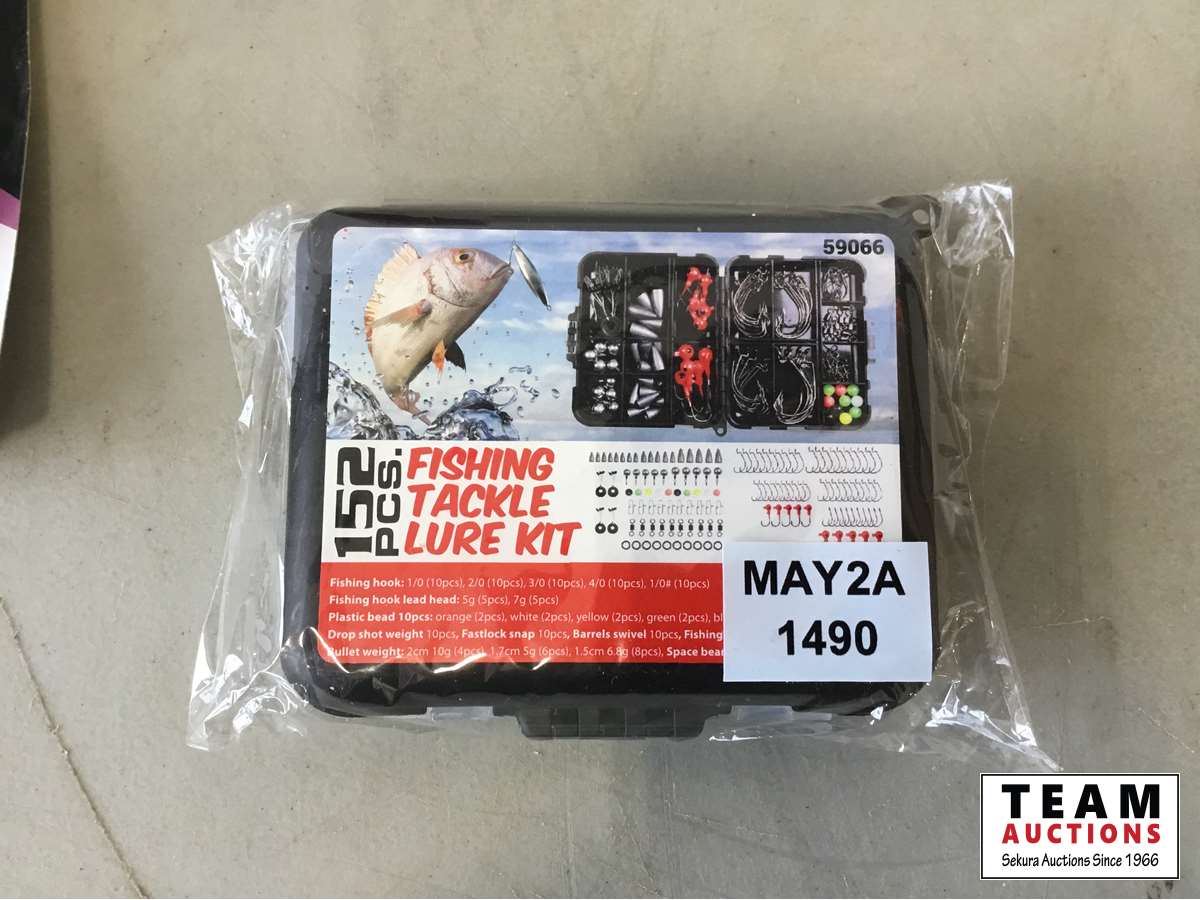 59066
152 PCS.
FISHING
TACKLE
LURE KIT
Fishing hook: 1/0 (10pcs), 2/0 (10pcs), 3/0 (10pcs), 4/0 (10pcs), 1/0# (10pcs)
Fishing hook lead head: 5g (5pcs), 7g (5pcs)
Plastic bead 10pcs: orange (2pcs), white (2pcs), yellow (2pcs), green (2pcs),
Drop shot weight 10pcs, Fastlock snap 10pcs, Barrels swivel 10pcs, Fishing
Bullet weight: 2cm 10g (4pcs), 1.7cm 5g (6pcs), 1.5cm 6.8g (8pcs), Space
MAY2A
1490
TEAM
AUCTIONS
Sekura Auctions Since 1966